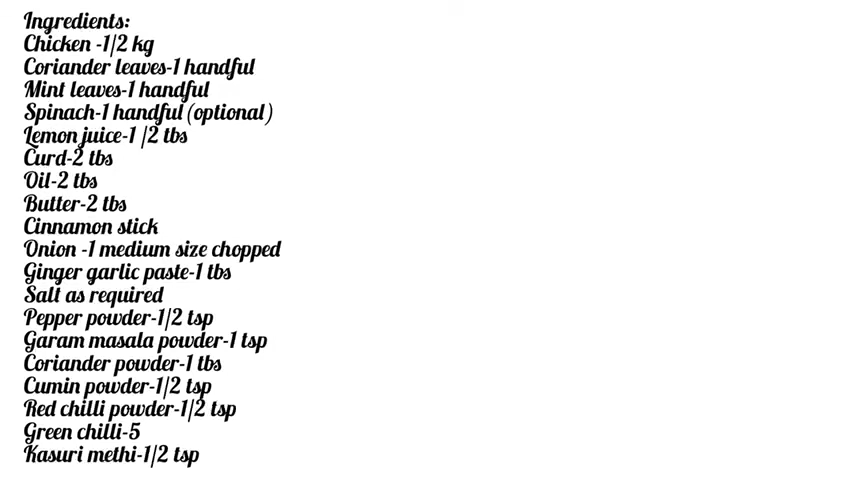 Ingredients:
Chicken -1/2 kg
Coriander leaves-1 handful
Mint leaves-1 handful
Spinach-1 handful (optional)
Lemon juice-1 /2 tbs
Curd-2 tbs
Oil-2 tbs
Butter-2 tbs
Cinnamon stick
Onion -1 medium size chopped
Ginger garlic paste-1 tbs
Salt as required
Pepper powder-1/2 tsp
Garam masala powder-1 tsp
Coriander powder-1 tbs
Cumin powder-1/2 tsp
Red chilli powder-1/2 tsp
Green chilli-5
Kasuri methi-1/2 tsp